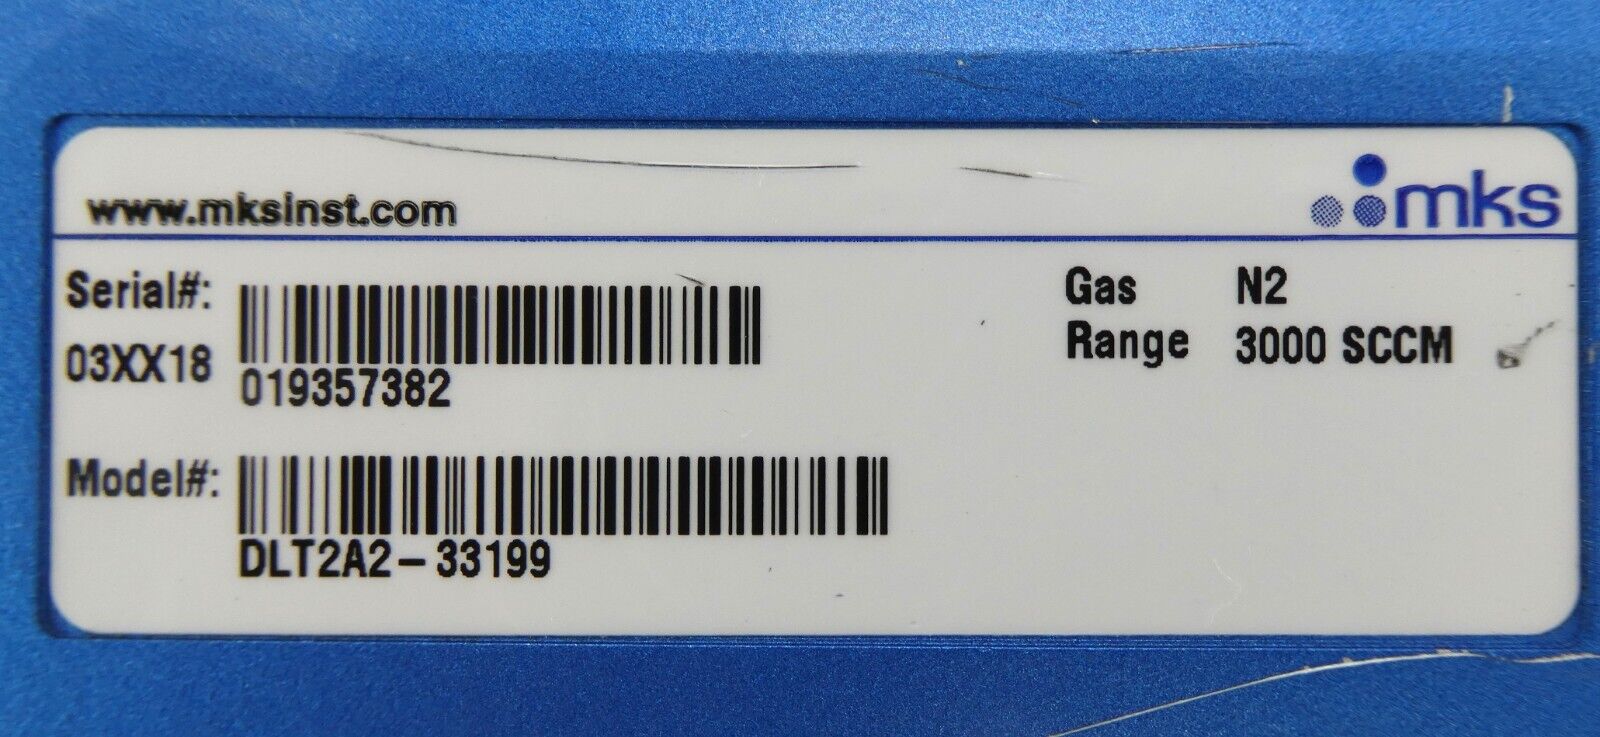 www.mksinst.com
mks
Serial#:
03XX18
019357382
Gas N2
Range 3000 SCCM
Model#:
DLT2A2-33199